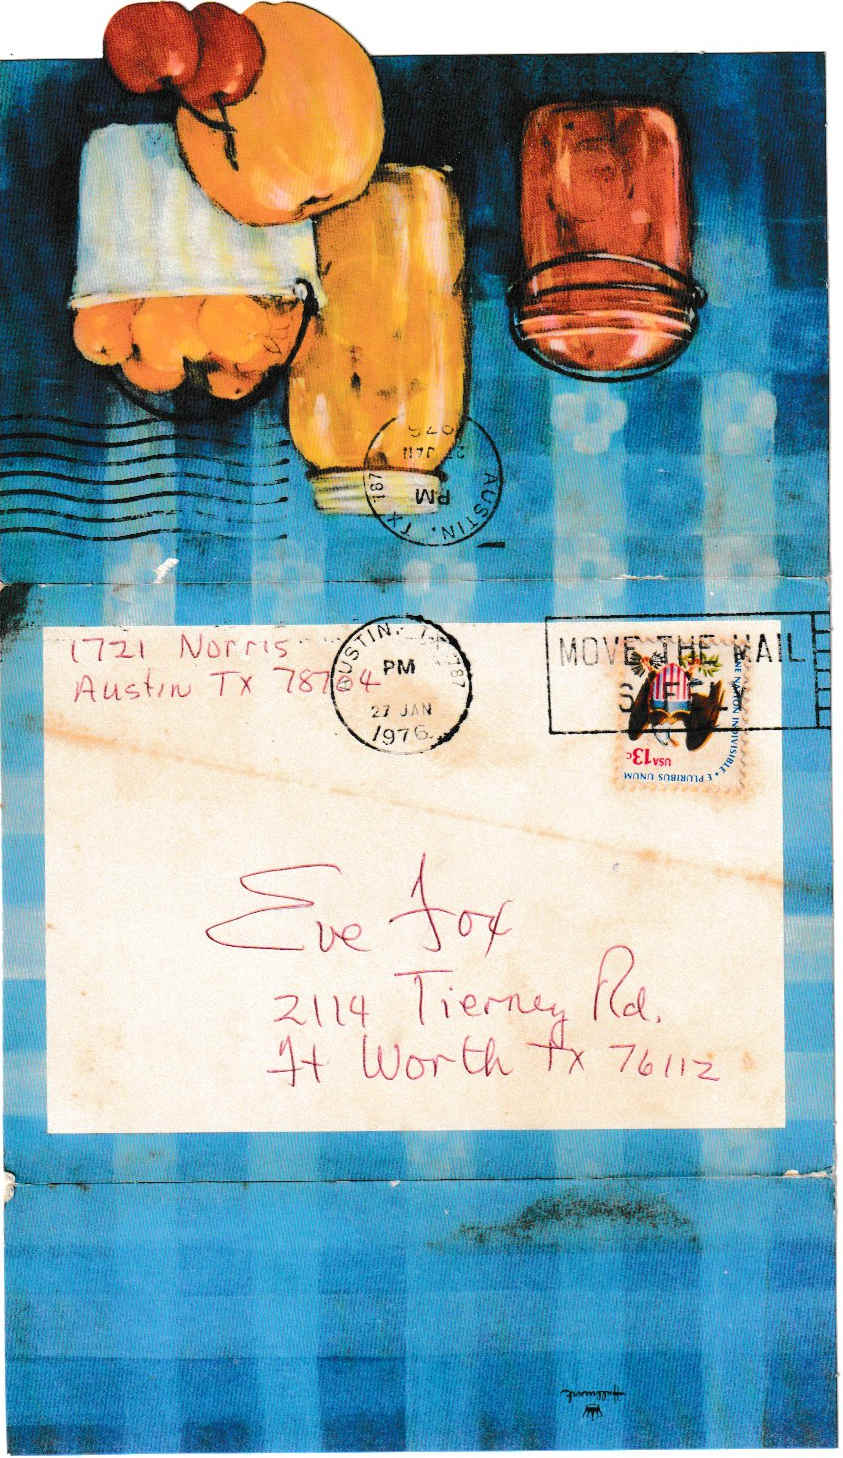 AUSTIN, TX 787
PM
27 JAN
1976
1721 Norris
Austin TX 78704
AUSTIN, TX 787
PM
27 JAN
1976
MOVE THE MAIL
SAFELY
ONE NATION INDIVISIBLE • E PLURIBUS UNUM
USA 13c
Eve Fox
2114 Tierney Rd.
Ft Worth Tx 76112
Hallmark